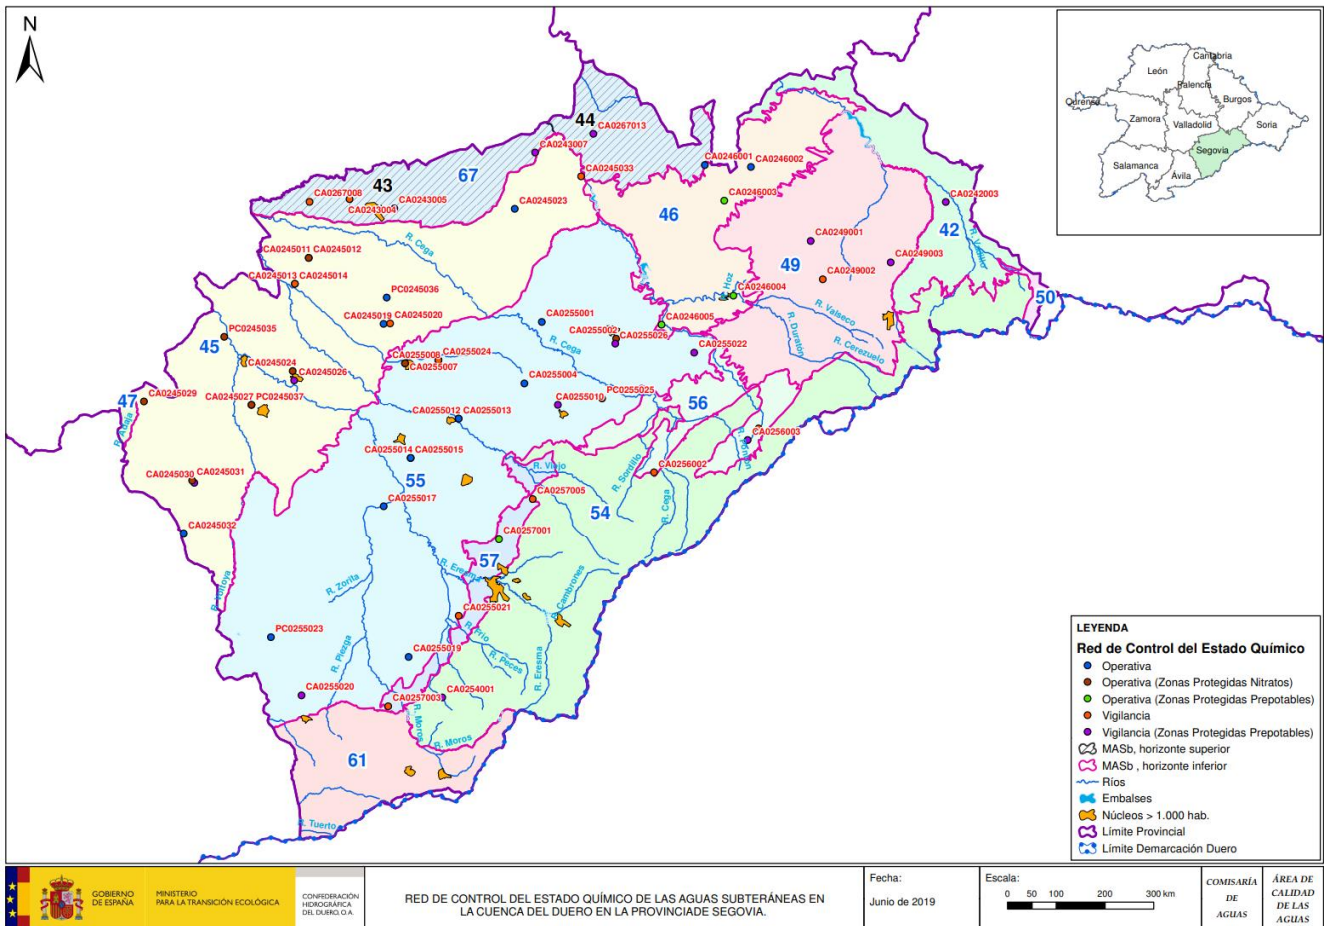 N
León
Cantabria
Palencia
Burgos
Ourense
Zamora
Valladolid
Soria
Segovia
Salamanca
Ávila
44
CA0267013
CA0243007
67
43
CA0267008
CA0243004
CA0243005
CA0245033
CA0246001
CA0246002
CA0246003
46
CA0245023
CA0242003
42
R. Cega
CA0249001
CA0249003
49
CA0249002
CA0245011 CA0245012
CA0245013 CA0245014
PC0245036
CA0246004
50
R. Valseco
R. Duratón
R. Cerezuelo
CA0245019
CA0245020
CA0255001
CA0246005
CA0255002
CA0255026
PC0245035
45
R. Cega
CA0255022
CA0255008
CA0255024
CA0255007
CA0245024
CA0245026
CA0255004
PC0255025
56
47
CA0245029
CA0245027 PC0245037
CA0255010
R. Adaja
CA0255012
CA0255013
CA0256003
CA0255014 CA0255015
55
R. Viejo
R. Sordillo
CA0256002
CA0245030
CA0245031
CA0255017
CA0257005
54
R. Cega
CA0245032
CA0257001
57
R. Eresma
R. Cambrones
R. Voltoya
R. Zorita
CA0255021
R. Frio
PC0255023
R. Piezga
CA0255019
R. Peces
R. Eresma
CA0255020
CA0254001
CA0257003
R. Moros
R. Moros
61
R. Tuerto
LEYENDA
Red de Control del Estado Químico
Operativa
Operativa (Zonas Protegidas Nitratos)
Operativa (Zonas Protegidas Prepotables)
Vigilancia
Vigilancia (Zonas Protegidas Prepotables)
MASb, horizonte superior
MASb , horizonte inferior
Ríos
Embalses
Núcleos > 1.000 hab.
Límite Provincial
Límite Demarcación Duero
GOBIERNO
DE ESPAÑA
MINISTERIO
PARA LA TRANSICIÓN ECOLÓGICA
CONFEDERACIÓN
HIDROGRÁFICA
DEL DUERO, O.A.
RED DE CONTROL DEL ESTADO QUÍMICO DE LAS AGUAS SUBTERÁNEAS EN
LA CUENCA DEL DUERO EN LA PROVINCIADE SEGOVIA.
Fecha:
Junio de 2019
Escala:
0 50 100 200 300 km
COMISARÍA
DE
AGUAS
ÁREA DE
CALIDAD
DE LAS
AGUAS